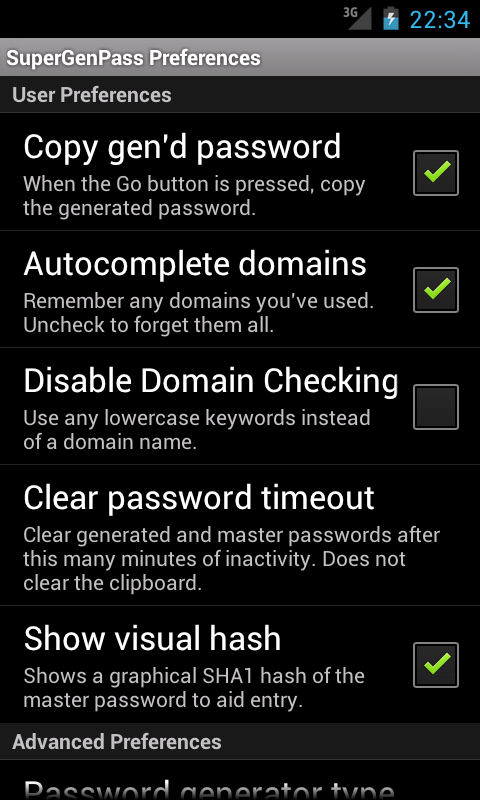 3G 22:34
SuperGenPass Preferences
User Preferences
Copy gen'd password
When the Go button is pressed, copy
the generated password.
Autocomplete domains
Remember any domains you've used.
Uncheck to forget them all.
Disable Domain Checking
Use any lowercase keywords instead
of a domain name.
Clear password timeout
Clear generated and master passwords after
this many minutes of inactivity. Does not
clear the clipboard.
Show visual hash
Shows a graphical SHA1 hash of the
master password to aid entry.
Advanced Preferences
Password generator type